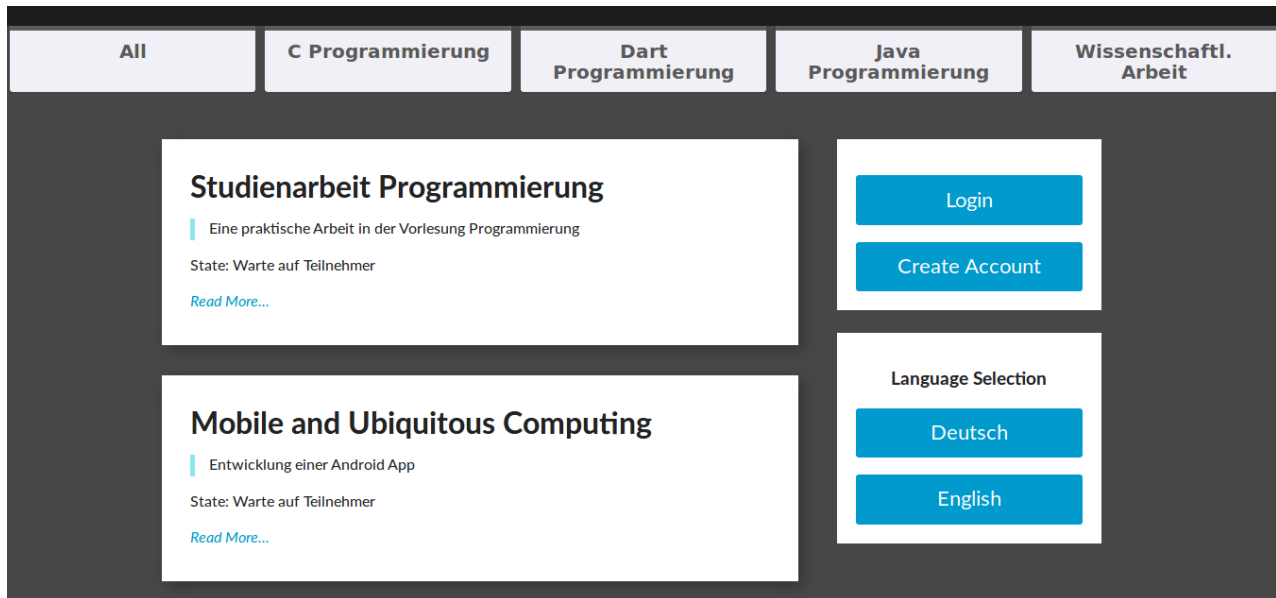 All
C Programmierung
Dart
Programmierung
Java
Programmierung
Wissenschaftl.
Arbeit
Studienarbeit Programmierung
Eine praktische Arbeit in der Vorlesung Programmierung
State: Warte auf Teilnehmer
Read More...
Mobile and Ubiquitous Computing
Entwicklung einer Android App
State: Warte auf Teilnehmer
Read More...
Login
Create Account
Language Selection
Deutsch
English